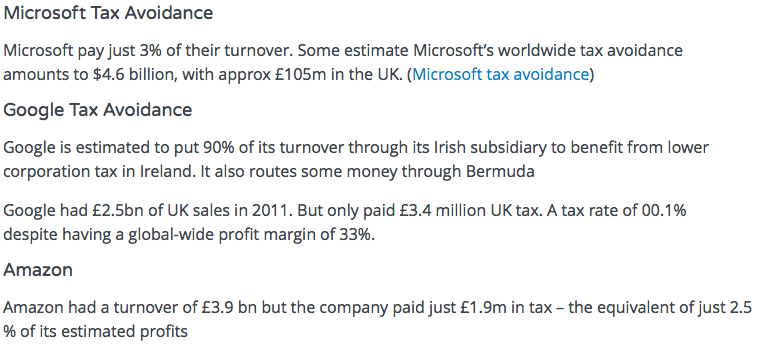 Microsoft Tax Avoidance
Microsoft pay just 3% of their turnover. Some estimate Microsoft's worldwide tax avoidance
amounts to $4.6 billion, with approx £105m in the UK. (Microsoft tax avoidance)
Google Tax Avoidance
Google is estimated to put 90% of its turnover through its Irish subsidiary to benefit from lower
corporation tax in Ireland. It also routes some money through Bermuda
Google had £2.5bn of UK sales in 2011. But only paid £3.4 million UK tax. A tax rate of 00.1%
despite having a global-wide profit margin of 33%.
Amazon
Amazon had a turnover of £3.9 bn but the company paid just £1.9m in tax – the equivalent of just 2.5
% of its estimated profits